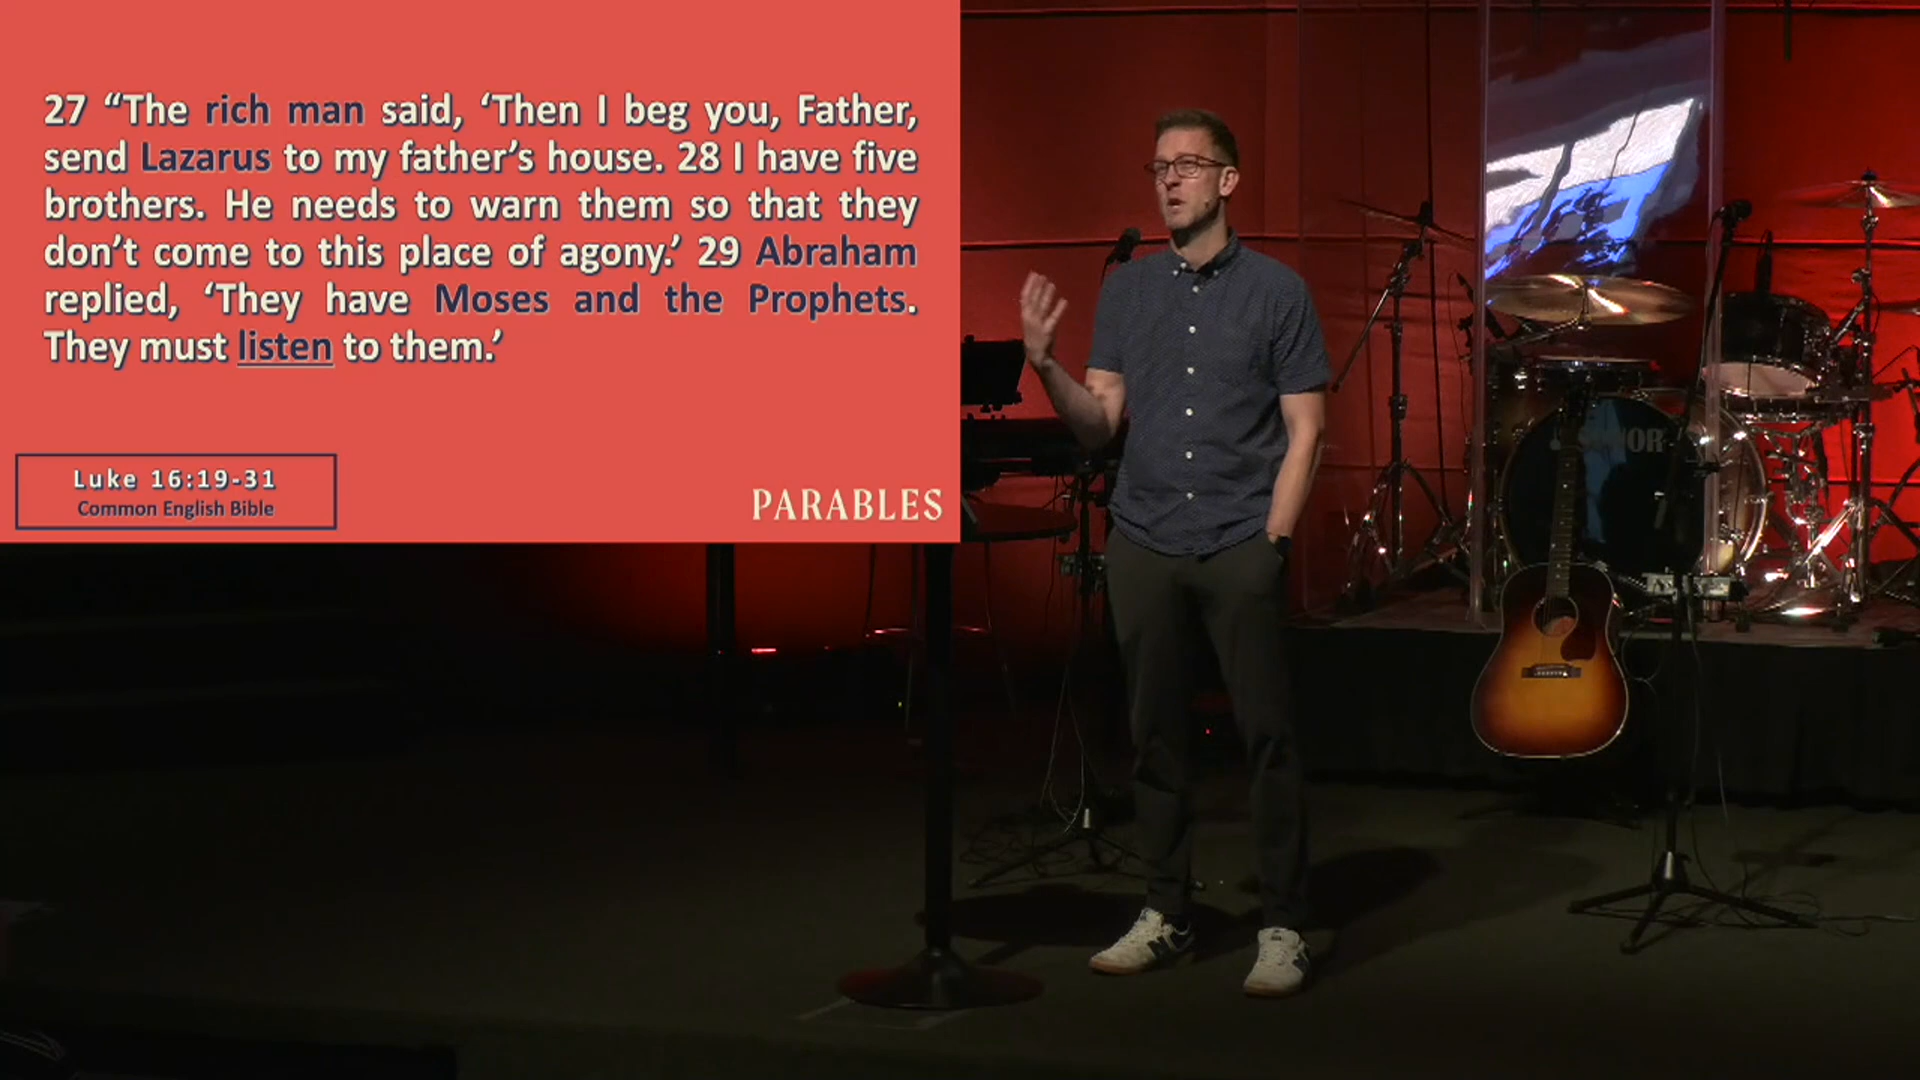 27 “The rich man said, ‘Then I beg you, Father,
send Lazarus to my father’s house. 28 I have five
brothers. He needs to warn them so that they
don’t come to this place of agony.’ 29 Abraham
replied, ‘They have Moses and the Prophets.
They must listen to them.’
Luke 16:19-31
Common English Bible
PARABLES